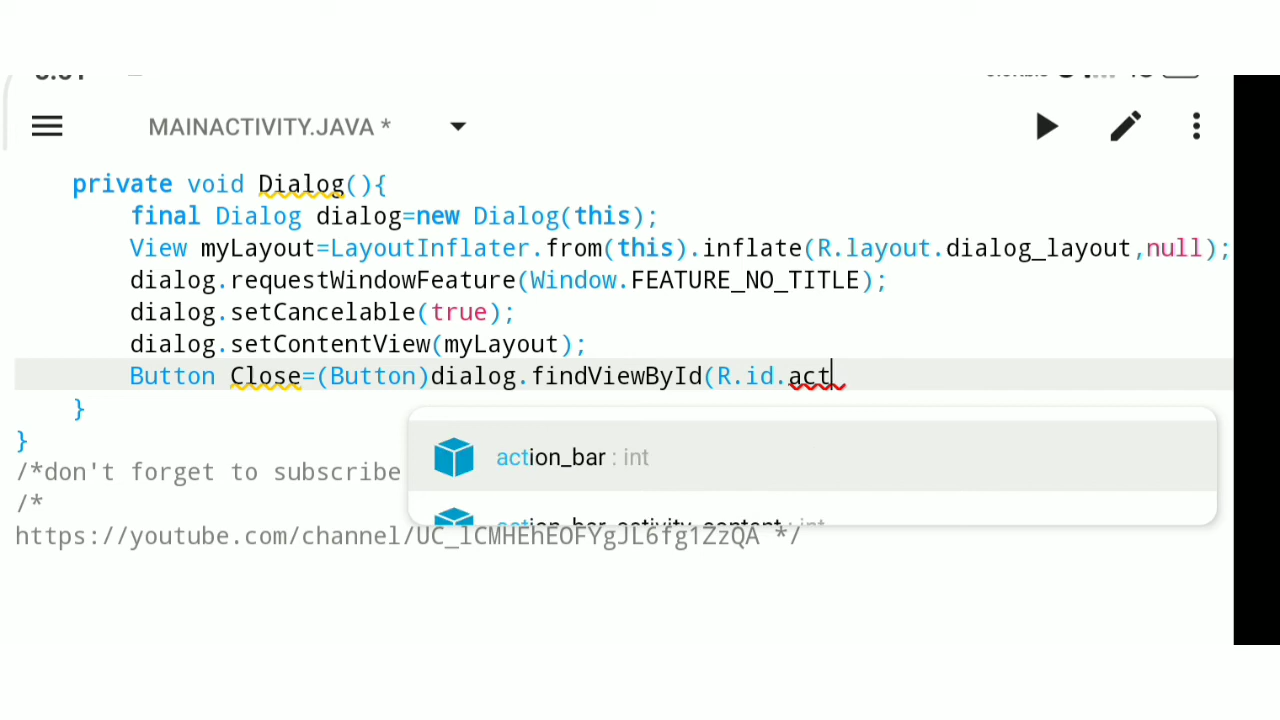 MAINACTIVITY.JAVA *
private void Dialog(){
final Dialog dialog=new Dialog(this);
View myLayout=LayoutInflater.from(this).inflate(R.layout.dialog_layout,null);
dialog.requestWindowFeature(Window.FEATURE_NO_TITLE);
dialog.setCancelable(true);
dialog.setContentView(myLayout);
Button Close=(Button)dialog.findViewById(R.id.act
}
action_bar : int
}
/*don't forget to subscribe
/*
action_bar_activity_content : int
https://youtube.com/channel/UC_lCMHEhEOFYgJL6fg1ZzQA */